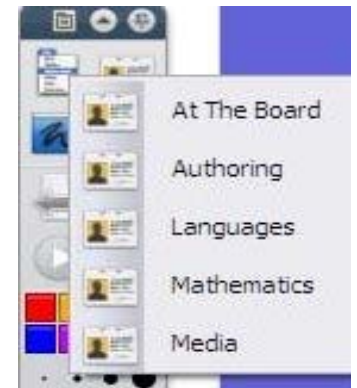 At The Board
Authoring
Languages
Mathematics
Media